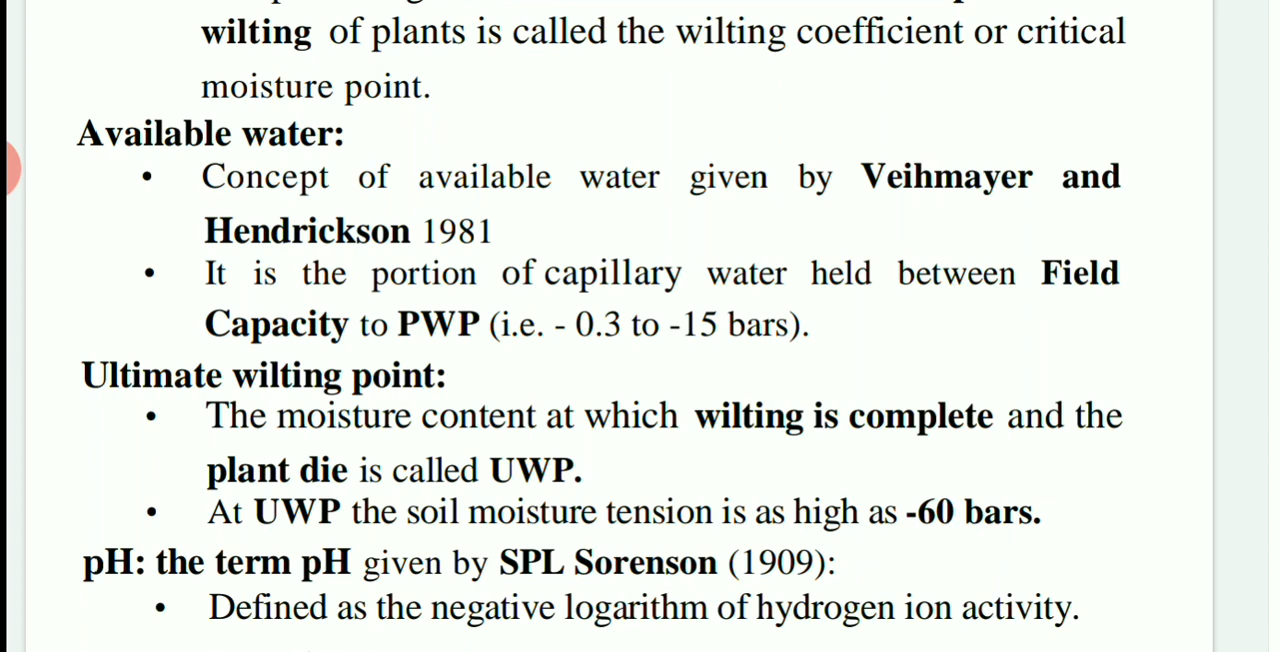 wilting of plants is called the wilting coefficient or critical
moisture point.
Available water:
• Concept of available water given by Veihmayer and
Hendrickson 1981
• It is the portion of capillary water held between Field
Capacity to PWP (i.e. - 0.3 to -15 bars).
Ultimate wilting point:
• The moisture content at which wilting is complete and the
plant die is called UWP.
• At UWP the soil moisture tension is as high as -60 bars.
pH: the term pH given by SPL Sorenson (1909):
• Defined as the negative logarithm of hydrogen ion activity.